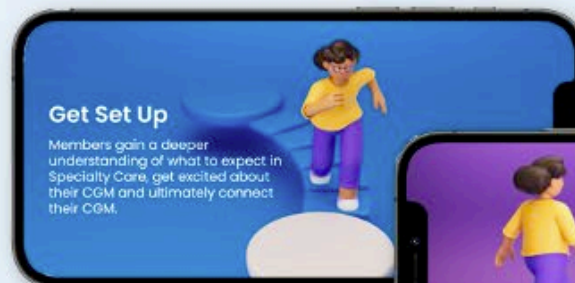 Get Set Up
Members gain a deeper
understanding of what to expect in
Specialty Care, get excited about
their CGM and ultimately connect
their CGM.